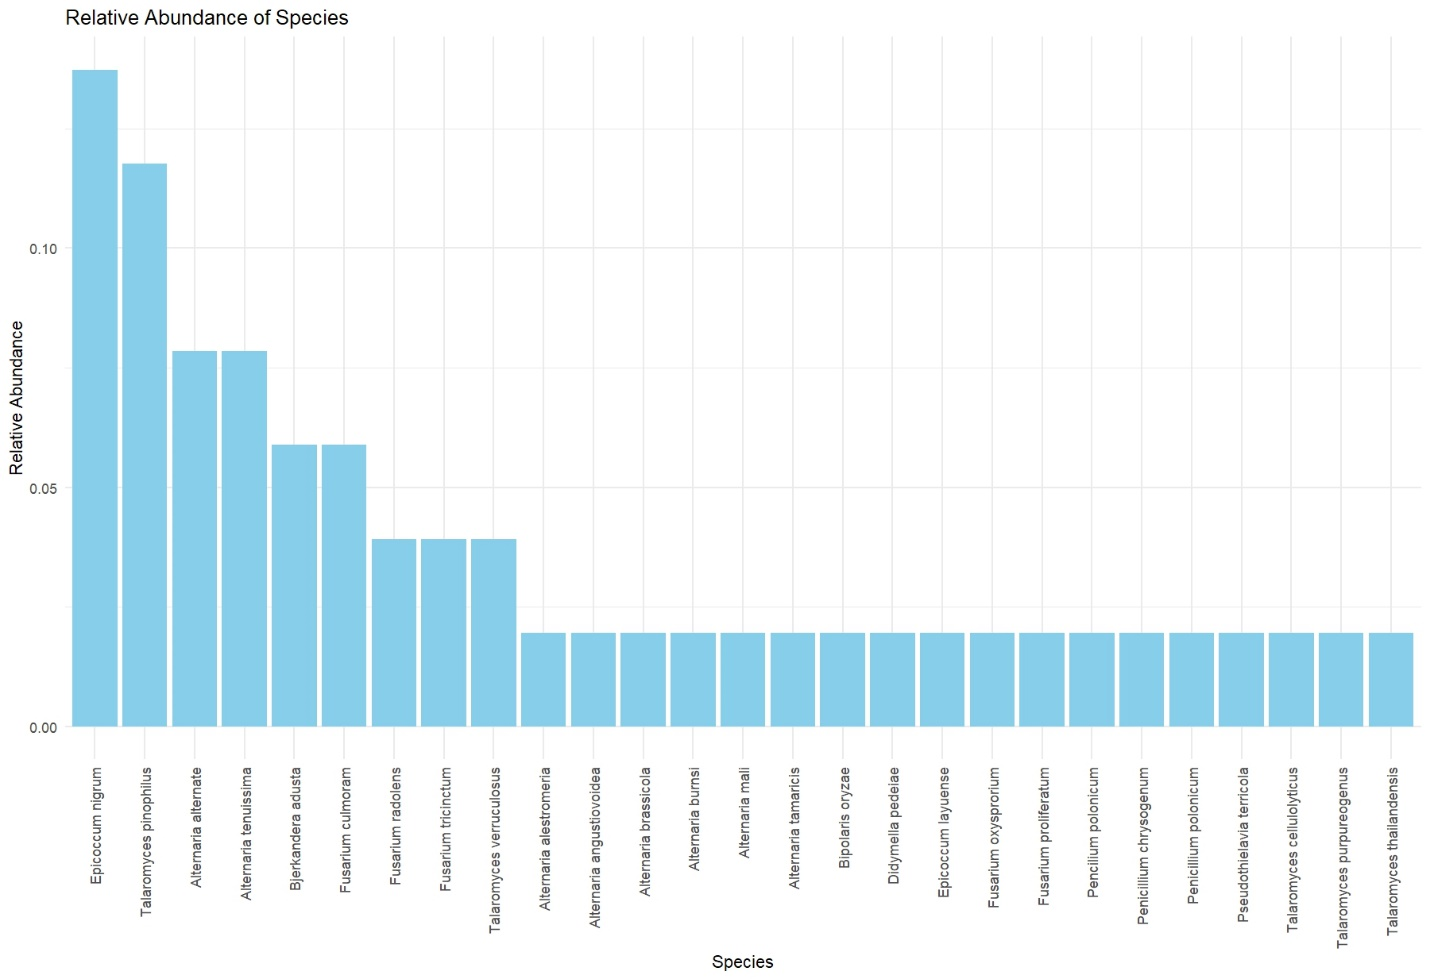 Relative Abundance of Species
Relative Abundance
0.10
0.05
0.00
Epicoccum nigrum
Talaromyces pinophilus
Alternaria alternate
Alternaria tenuissima
Bjerkandera adusta
Fusarium culmoram
Fusarium radolens
Fusarium tricinctum
Talaromyces verruculosus
Alternaria alestromeria
Alternaria angustiovoidea
Alternaria brassicola
Alternaria burnsi
Alternaria mali
Alternaria tamaricis
Bipolaris oryzae
Didymella pedeiae
Epicoccum layuense
Fusarium oxysprorium
Fusarium proliferatum
Pencilium polonicum
Penicillium chrysogenum
Penicillium polonicum
Pseudothielavia terricola
Talaromyces cellulolyticus
Talaromyces purpureogenus
Talaromyces thailandensis
Species